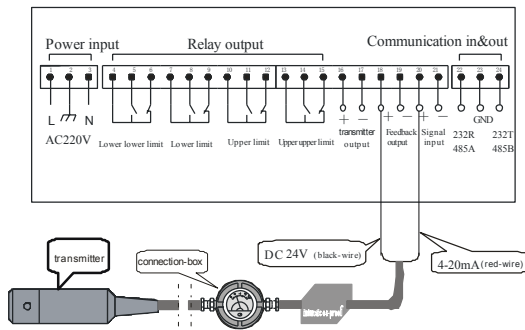 Power input
Relay output
Communication in&out
1 2 3 4 5 6 7 8 9 10 11 12 13 14 15 16 17 18 19 20 21 22 23 24
L N
AC220V
Lower lower limit
Lower limit
Upper limit
Upper upper limit
+ −
transmitter
output
+ −
Feedback
output
+ −
Signal
input
GND
232R 232T
485A 485B
DC 24V (black-wire)
4-20mA (red-wire)
transmitter
connection-box